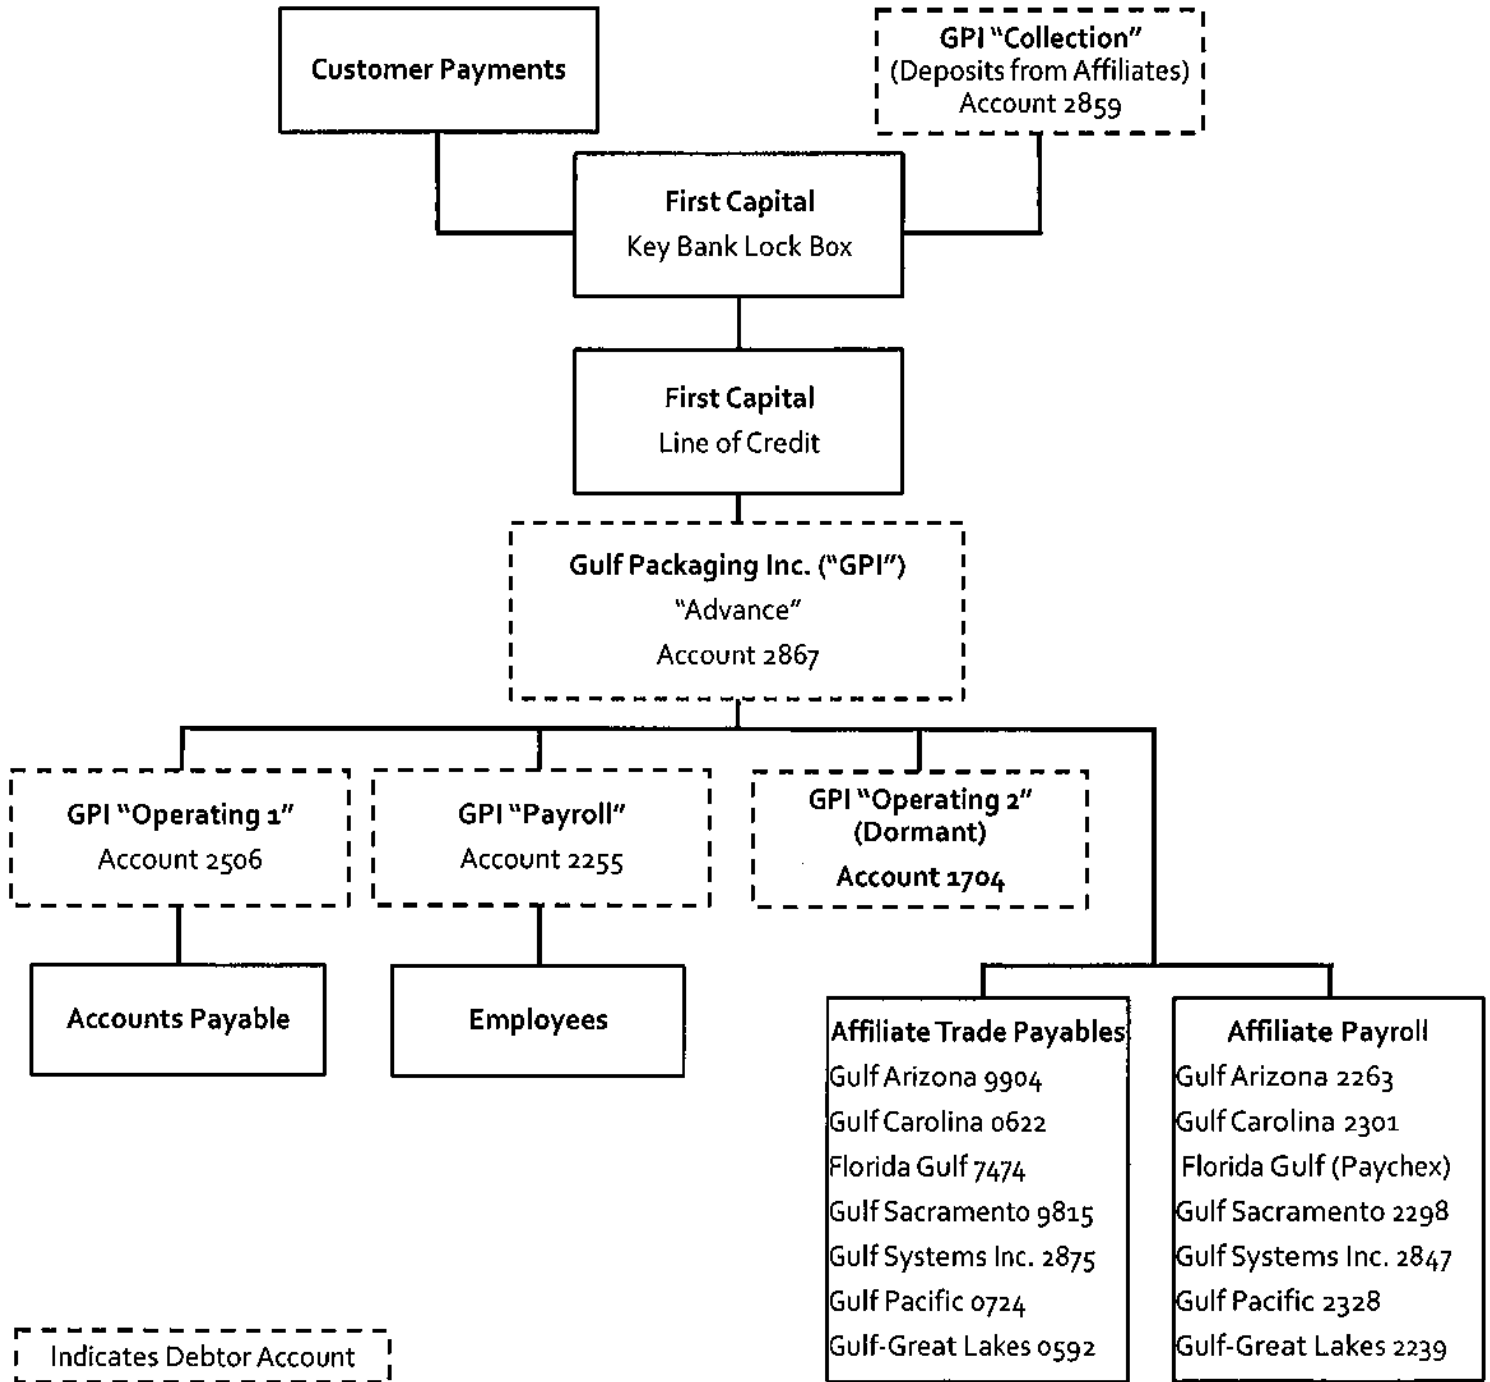 Customer Payments
GPI “Collection”
(Deposits from Affiliates)
Account 2859
First Capital
Key Bank Lock Box
First Capital
Line of Credit
Gulf Packaging Inc. (“GPI”)
“Advance”
Account 2867
GPI “Operating 1”
Account 2506
GPI “Payroll”
Account 2255
GPI “Operating 2”
(Dormant)
Account 1704
Accounts Payable
Employees
Affiliate Trade Payables
Gulf Arizona 9904
Gulf Carolina 0622
Florida Gulf 7474
Gulf Sacramento 9815
Gulf Systems Inc. 2875
Gulf Pacific 0724
Gulf-Great Lakes 0592
Affiliate Payroll
Gulf Arizona 2263
Gulf Carolina 2301
Florida Gulf (Paychex)
Gulf Sacramento 2298
Gulf Systems Inc. 2847
Gulf Pacific 2328
Gulf-Great Lakes 2239
Indicates Debtor Account